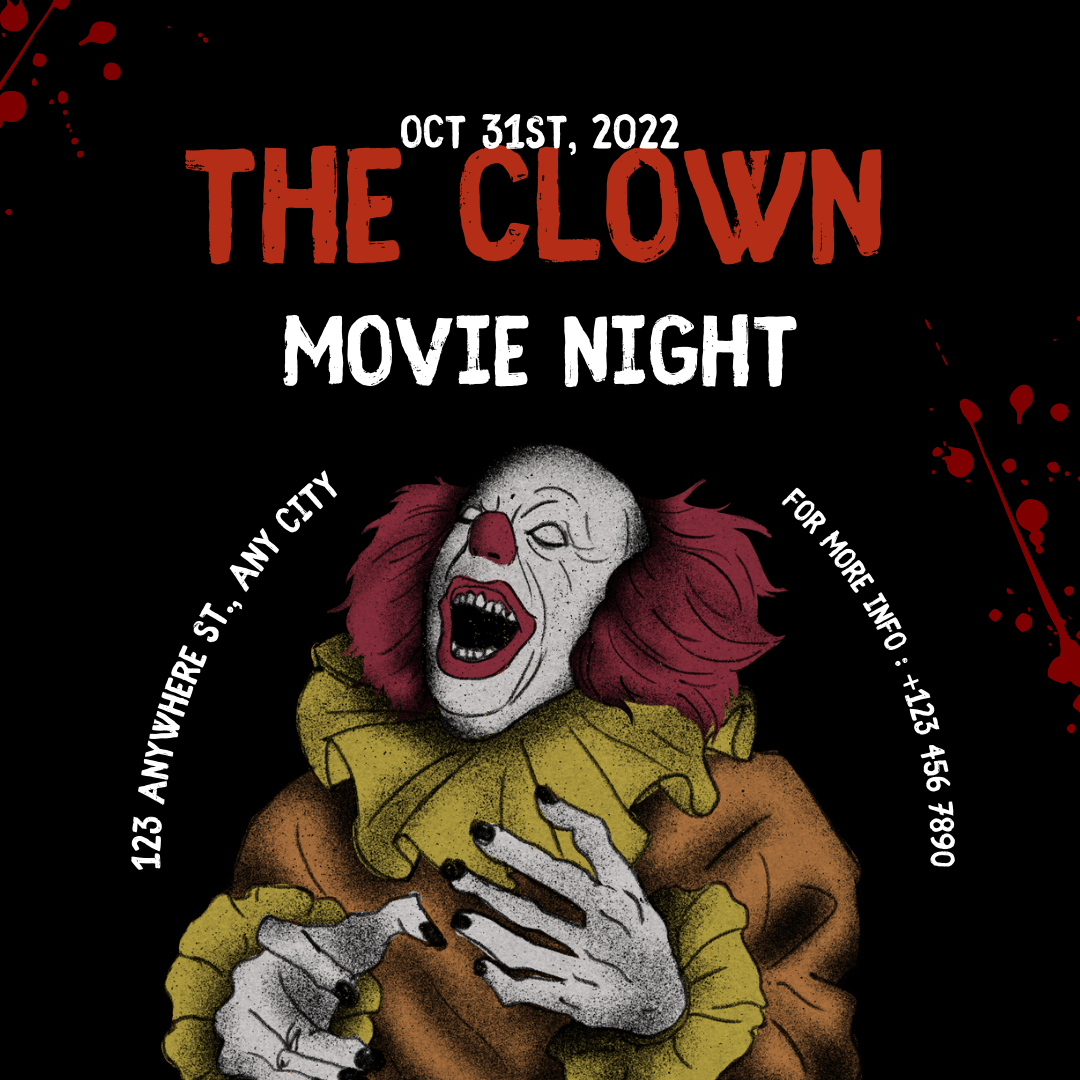 OCT 31ST, 2022
THE CLOWN
MOVIE NIGHT
123 ANYWHERE ST., ANY CITY
FOR MORE INFO : +123 456 7890